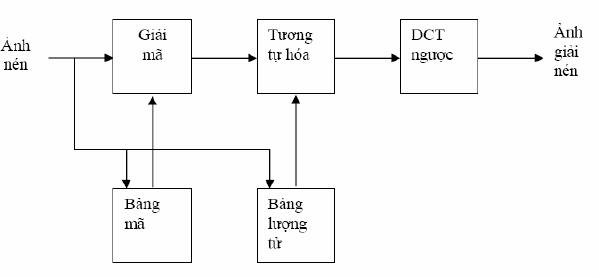 Ảnh
nén
Giải
mã
Tương
tự hóa
DCT
ngược
Ảnh
giải
nén
Bảng
mã
Bảng
lượng
tử